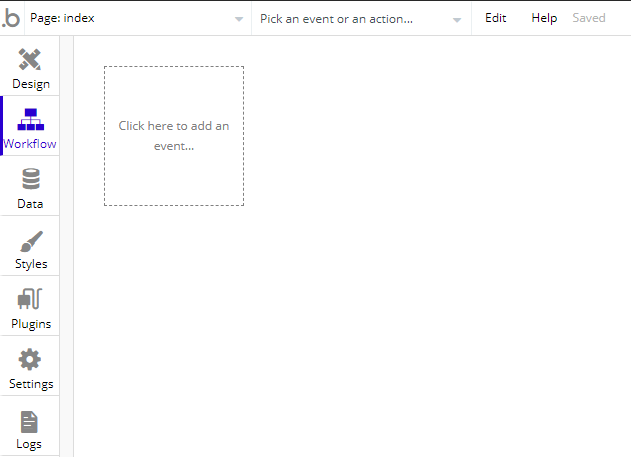 .b Page: index Pick an event or an action... Edit Help Saved
Design
Click here to add an
event...
Workflow
Data
Styles
Plugins
Settings
Logs